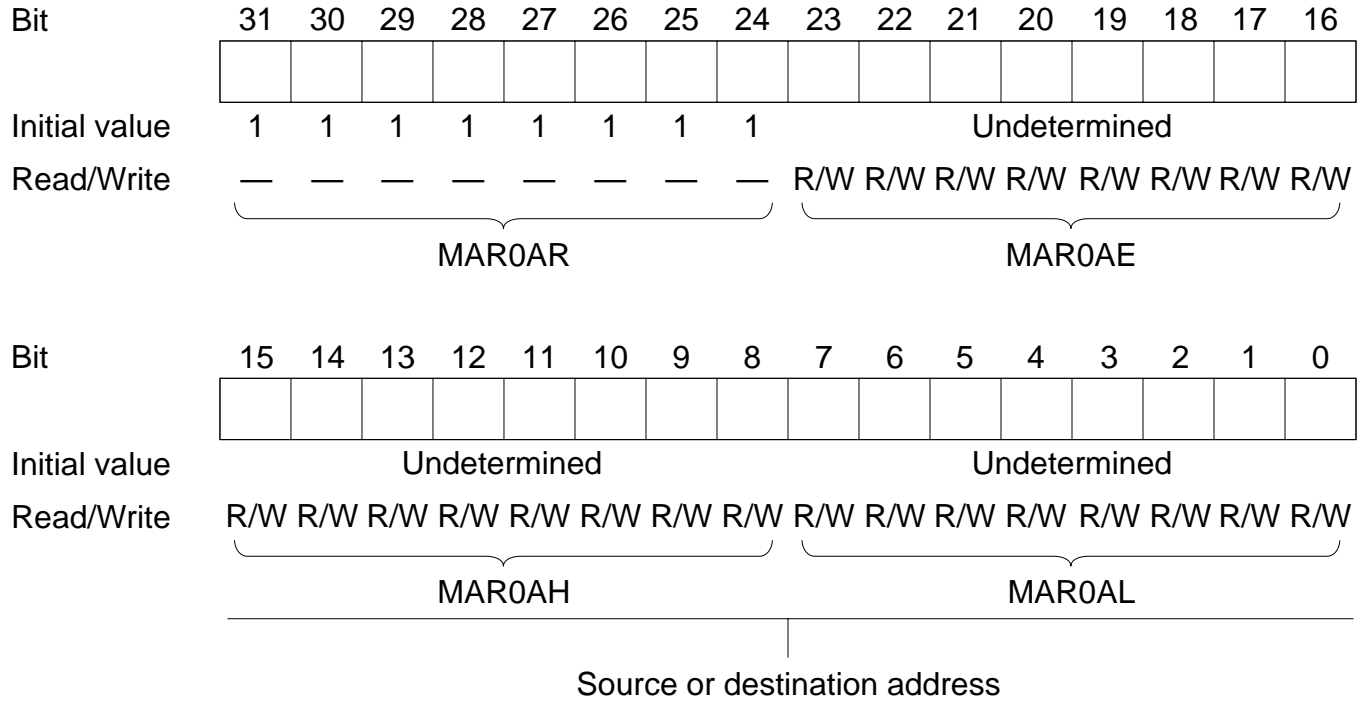 Bit 31 30 29 28 27 26 25 24 23 22 21 20 19 18 17 16
Initial value 1 1 1 1 1 1 1 1 Undetermined
Read/Write — — — — — — — — R/W R/W R/W R/W R/W R/W R/W R/W
MAR0AR MAR0AE
Bit 15 14 13 12 11 10 9 8 7 6 5 4 3 2 1 0
Initial value Undetermined Undetermined
Read/Write R/W R/W R/W R/W R/W R/W R/W R/W R/W R/W R/W R/W R/W R/W R/W R/W
MAR0AH MAR0AL
Source or destination address